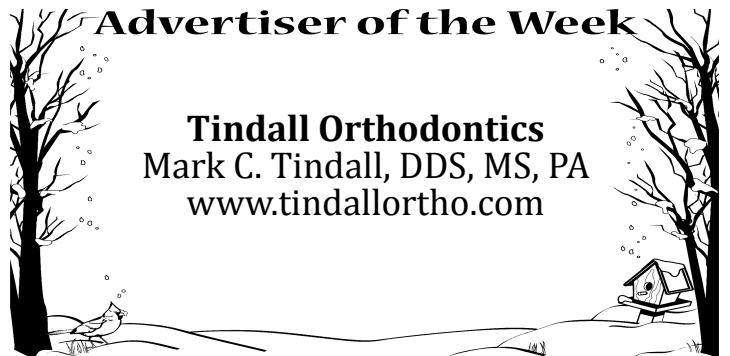 Advertiser of the Week
Tindall Orthodontics
Mark C. Tindall, DDS, MS, PA
www.tindallortho.com